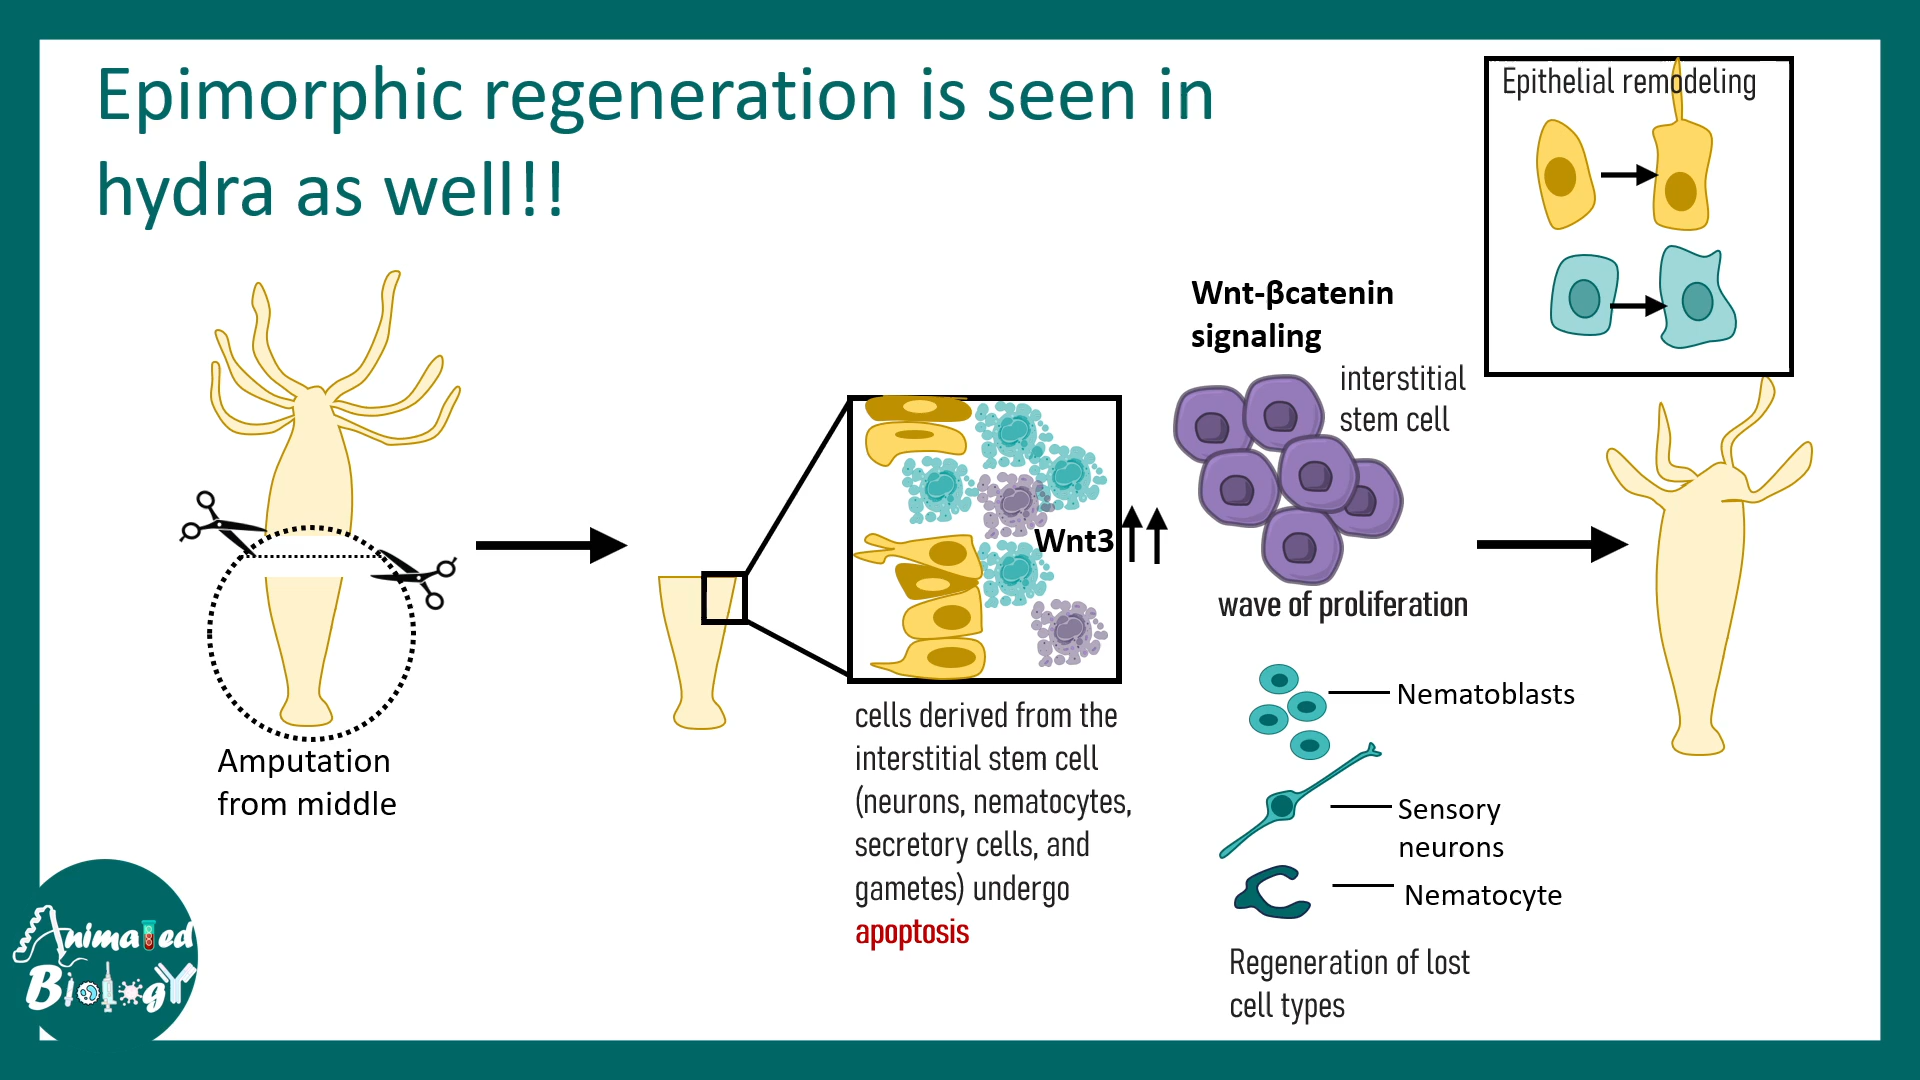 Epimorphic regeneration is seen in
hydra as well!!
Epithelial remodeling
Wnt-βcatenin
signaling
interstitial
stem cell
Wnt3
wave of proliferation
Amputation
from middle
cells derived from the
interstitial stem cell
(neurons, nematocytes,
secretory cells, and
gametes) undergo
apoptosis
Nematoblasts
Sensory
neurons
Nematocyte
Regeneration of lost
cell types
Animated
Biology